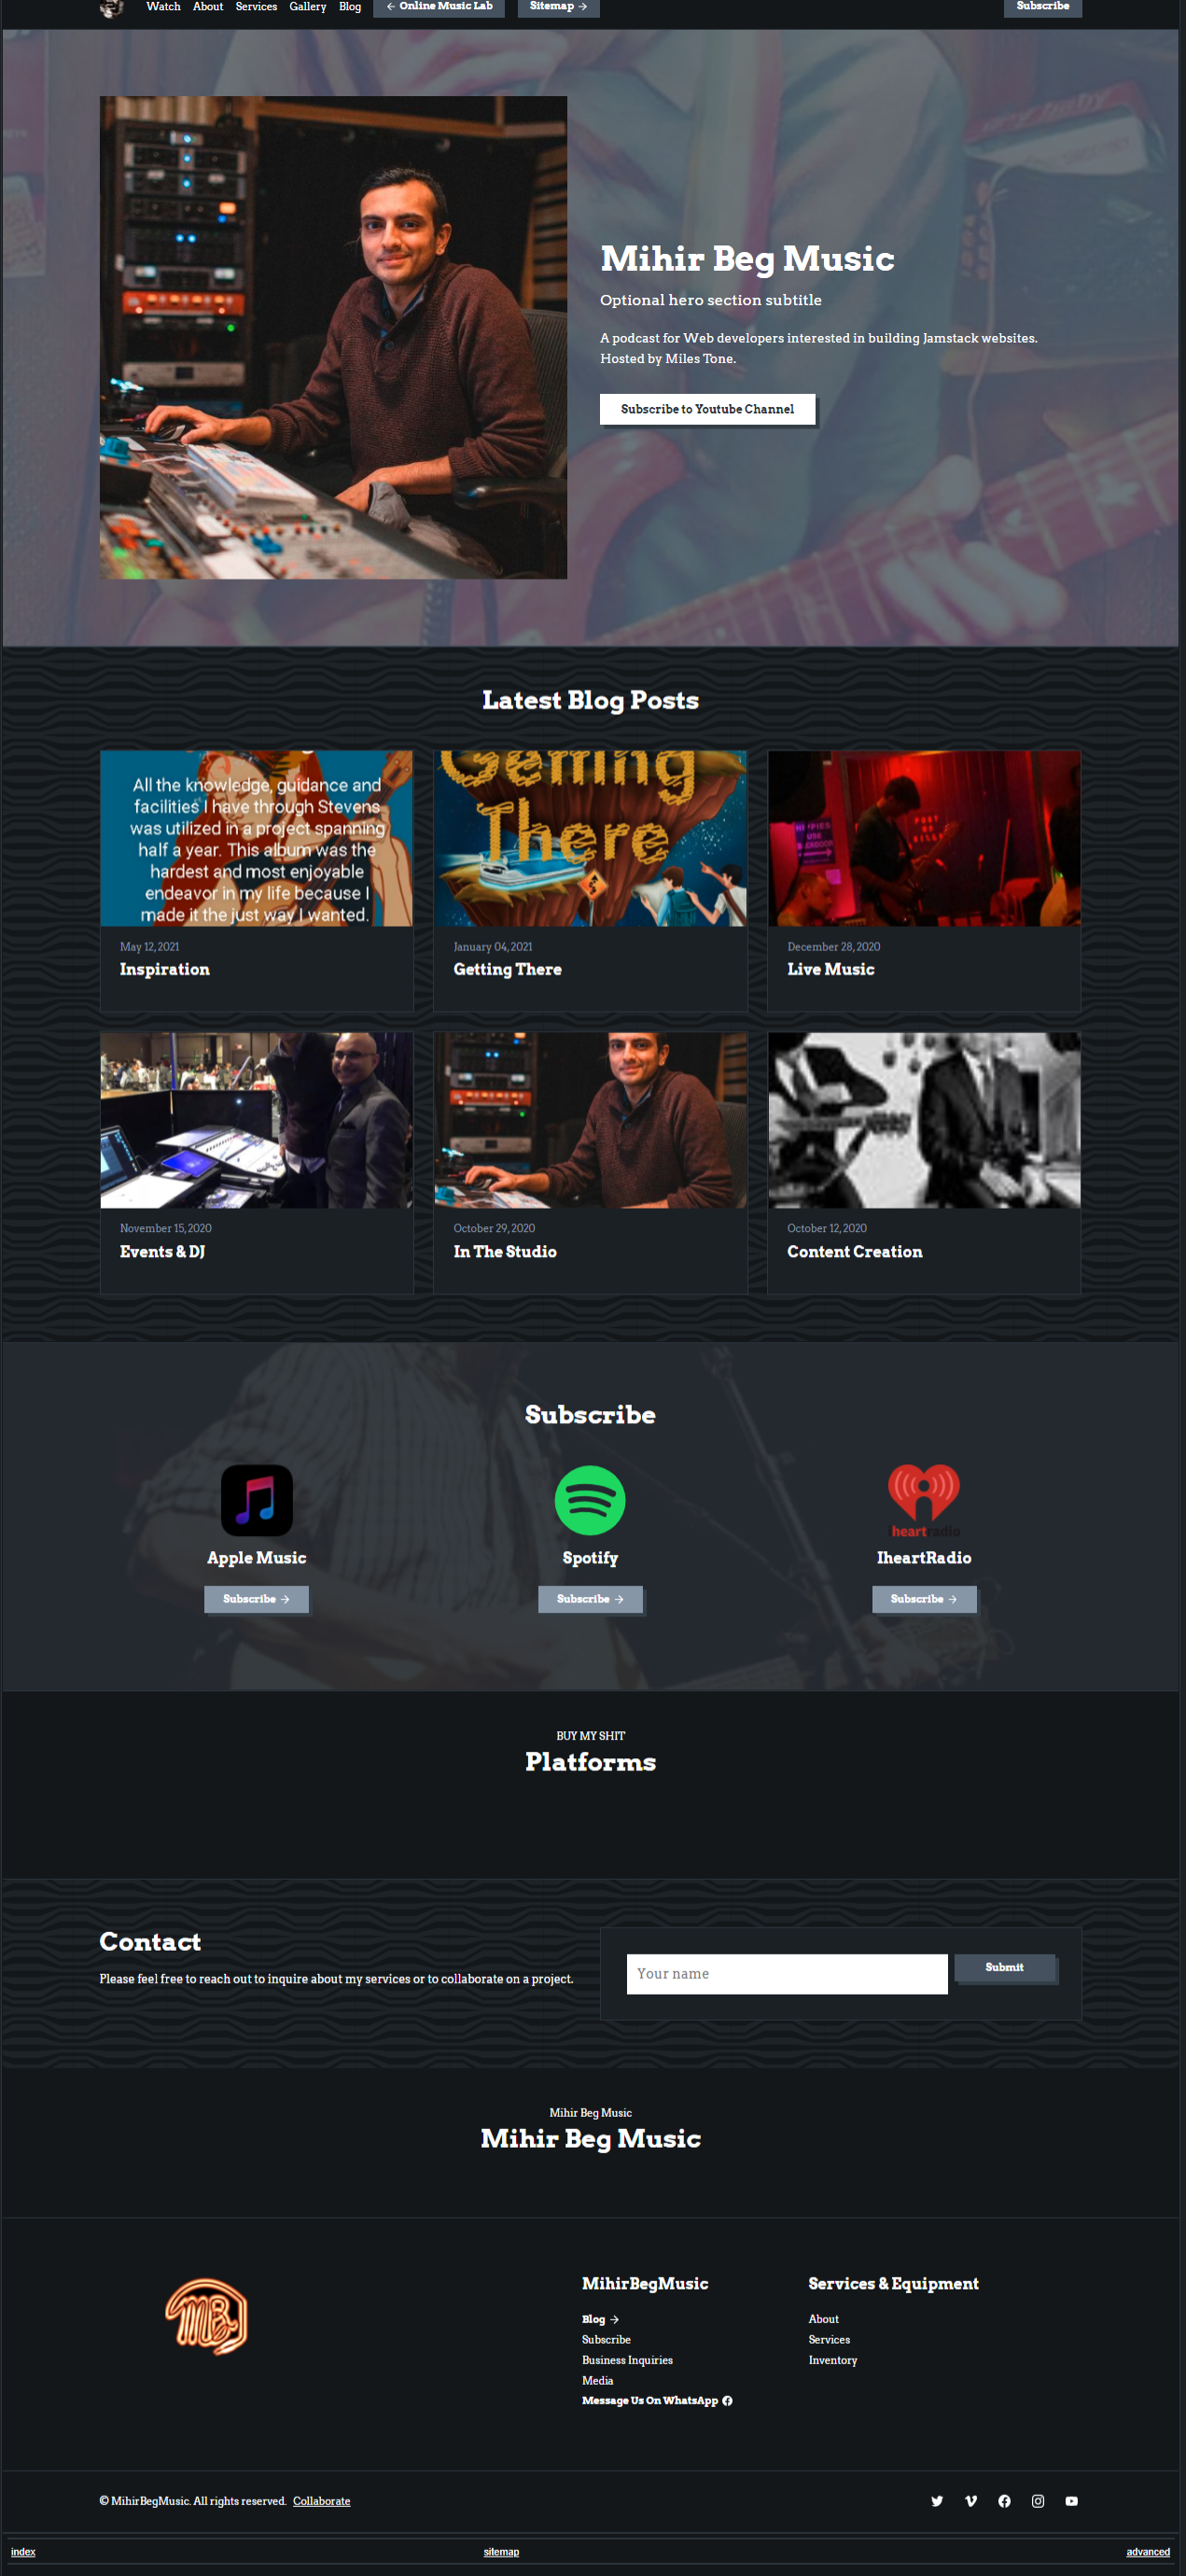 Watch About Services Gallery Blog ← Online Music Lab Sitemap → Subscribe
Mihir Beg Music
Optional hero section subtitle
A podcast for Web developers interested in building Jamstack websites.
Hosted by Miles Tone.
Subscribe to Youtube Channel
Latest Blog Posts
All the knowledge, guidance and
facilities I have through Stevens
was utilized in a project spanning
half a year. This album was the
hardest and most enjoyable
endeavor in my life because I
made it the just way I wanted.
May 12, 2021
Inspiration
Getting
There
January 04, 2021
Getting There
December 28, 2020
Live Music
November 15, 2020
Events & DJ
October 29, 2020
In The Studio
October 12, 2020
Content Creation
Subscribe
Apple Music
Subscribe →
Spotify
Subscribe →
iheartradio
IheartRadio
Subscribe →
BUY MY SHIT
Platforms
Contact
Please feel free to reach out to inquire about my services or to collaborate on a project.
Your name
Submit
Mihir Beg Music
Mihir Beg Music
MB
MihirBegMusic
Blog →
Subscribe
Business Inquiries
Media
Message Us On WhatsApp
Services & Equipment
About
Services
Inventory
© MihirBegMusic. All rights reserved. Collaborate
index sitemap advanced